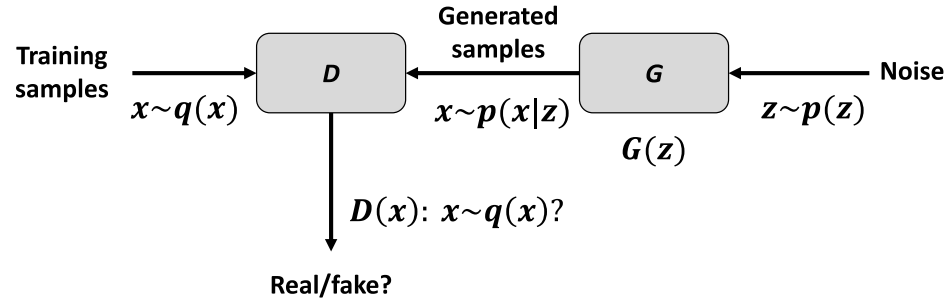 Generated
samples
Training
samples
D
G
Noise
x~q(x)
x~p(x|z)
z~p(z)
G(z)
D(x): x~q(x)?
Real/fake?